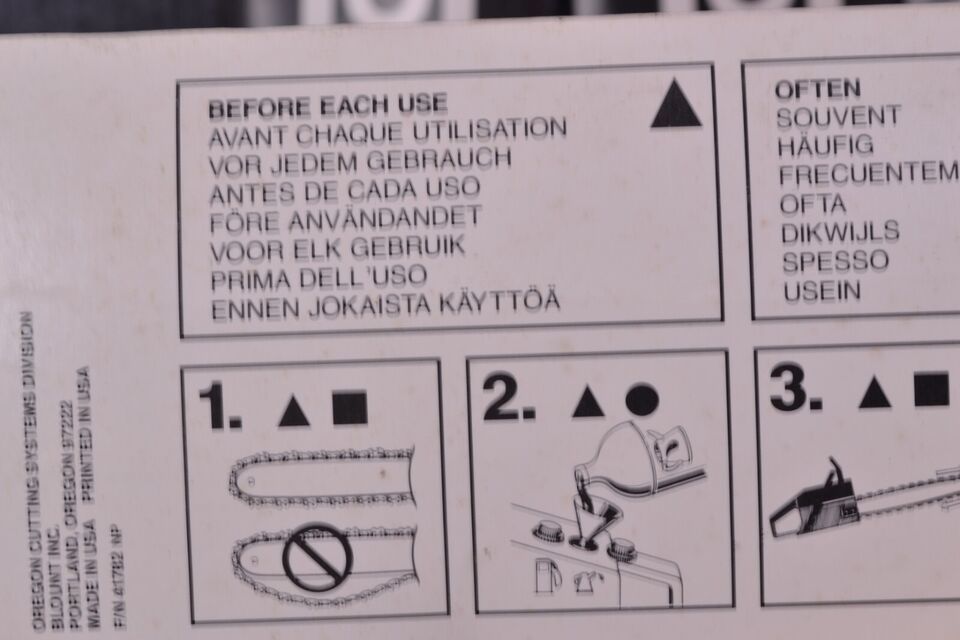 BEFORE EACH USE
AVANT CHAQUE UTILISATION
VOR JEDEM GEBRAUCH
ANTES DE CADA USO
FÖRE ANVÄNDANDET
VOOR ELK GEBRUIK
PRIMA DELL'USO
ENNEN JOKAISTA KÄYTTÖÄ
OFTEN
SOUVENT
HÄUFIG
FRECUENTEM
OFTA
DIKWIJLS
SPESSO
USEIN
1.
2.
3.
OREGON CUTTING SYSTEMS DIVISION
BLOUNT INC.
PORTLAND, OREGON 97222
MADE IN USA PRINTED IN USA
F/N 41782 NP